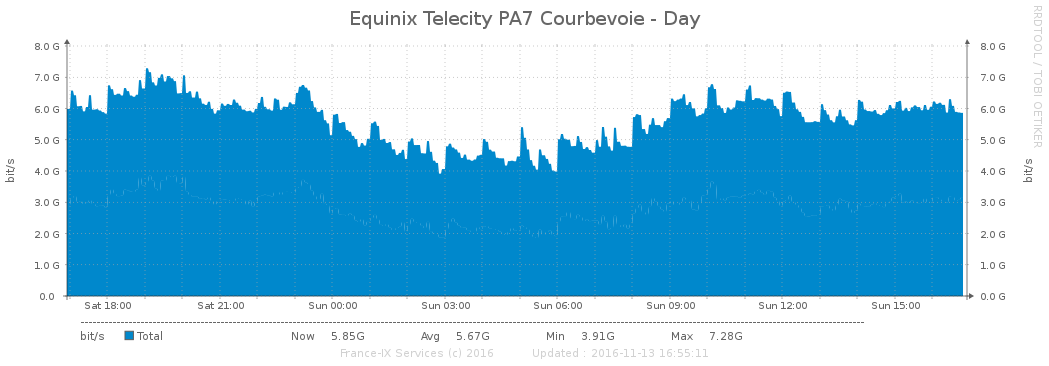 Equinix Telecity PA7 Courbevoie - Day
RRDTOOL / TOBI OETIKER
bit/s
8.0 G 8.0 G
7.0 G 7.0 G
6.0 G 6.0 G
5.0 G 5.0 G
4.0 G 4.0 G
3.0 G 3.0 G
2.0 G 2.0 G
1.0 G 1.0 G
0.0 0.0 G
bit/s
Sat 18:00 Sat 21:00 Sun 00:00 Sun 03:00 Sun 06:00 Sun 09:00 Sun 12:00 Sun 15:00
bit/s Total Now 5.85G Avg 5.67G Min 3.91G Max 7.28G
France-IX Services (c) 2016 Updated : 2016-11-13 16:55:11